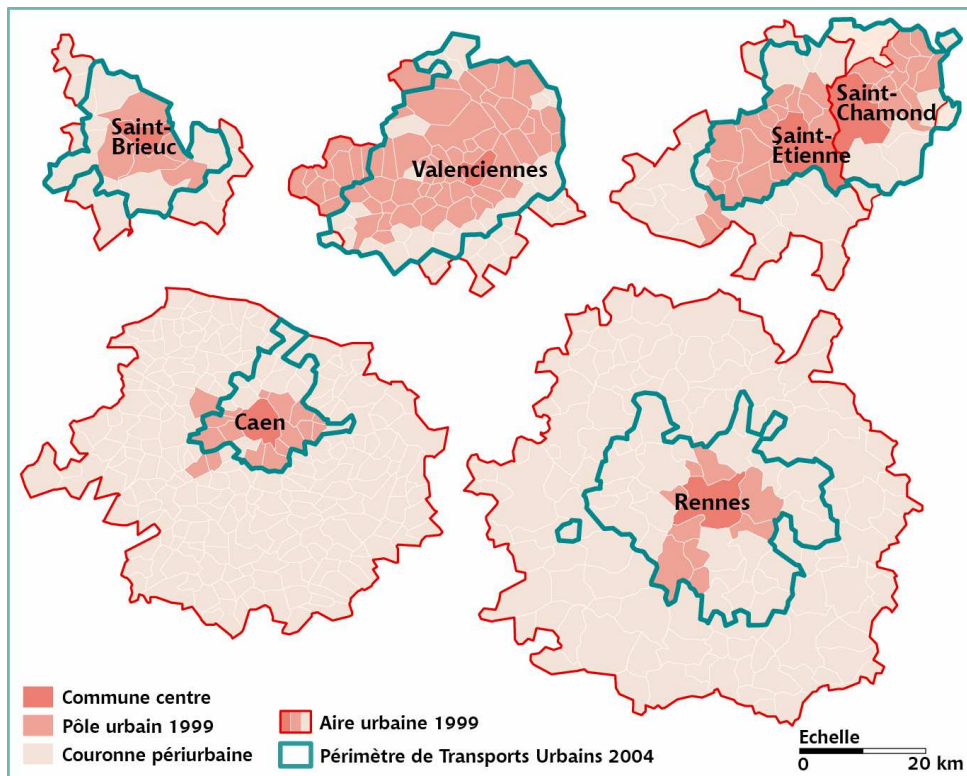 Saint-
Brieuc
Valenciennes
Saint-
Chamond
Saint-
Etienne
Caen
Rennes
Commune centre
Pôle urbain 1999
Couronne périurbaine
Aire urbaine 1999
Périmètre de Transports Urbains 2004
Echelle
0 20 km